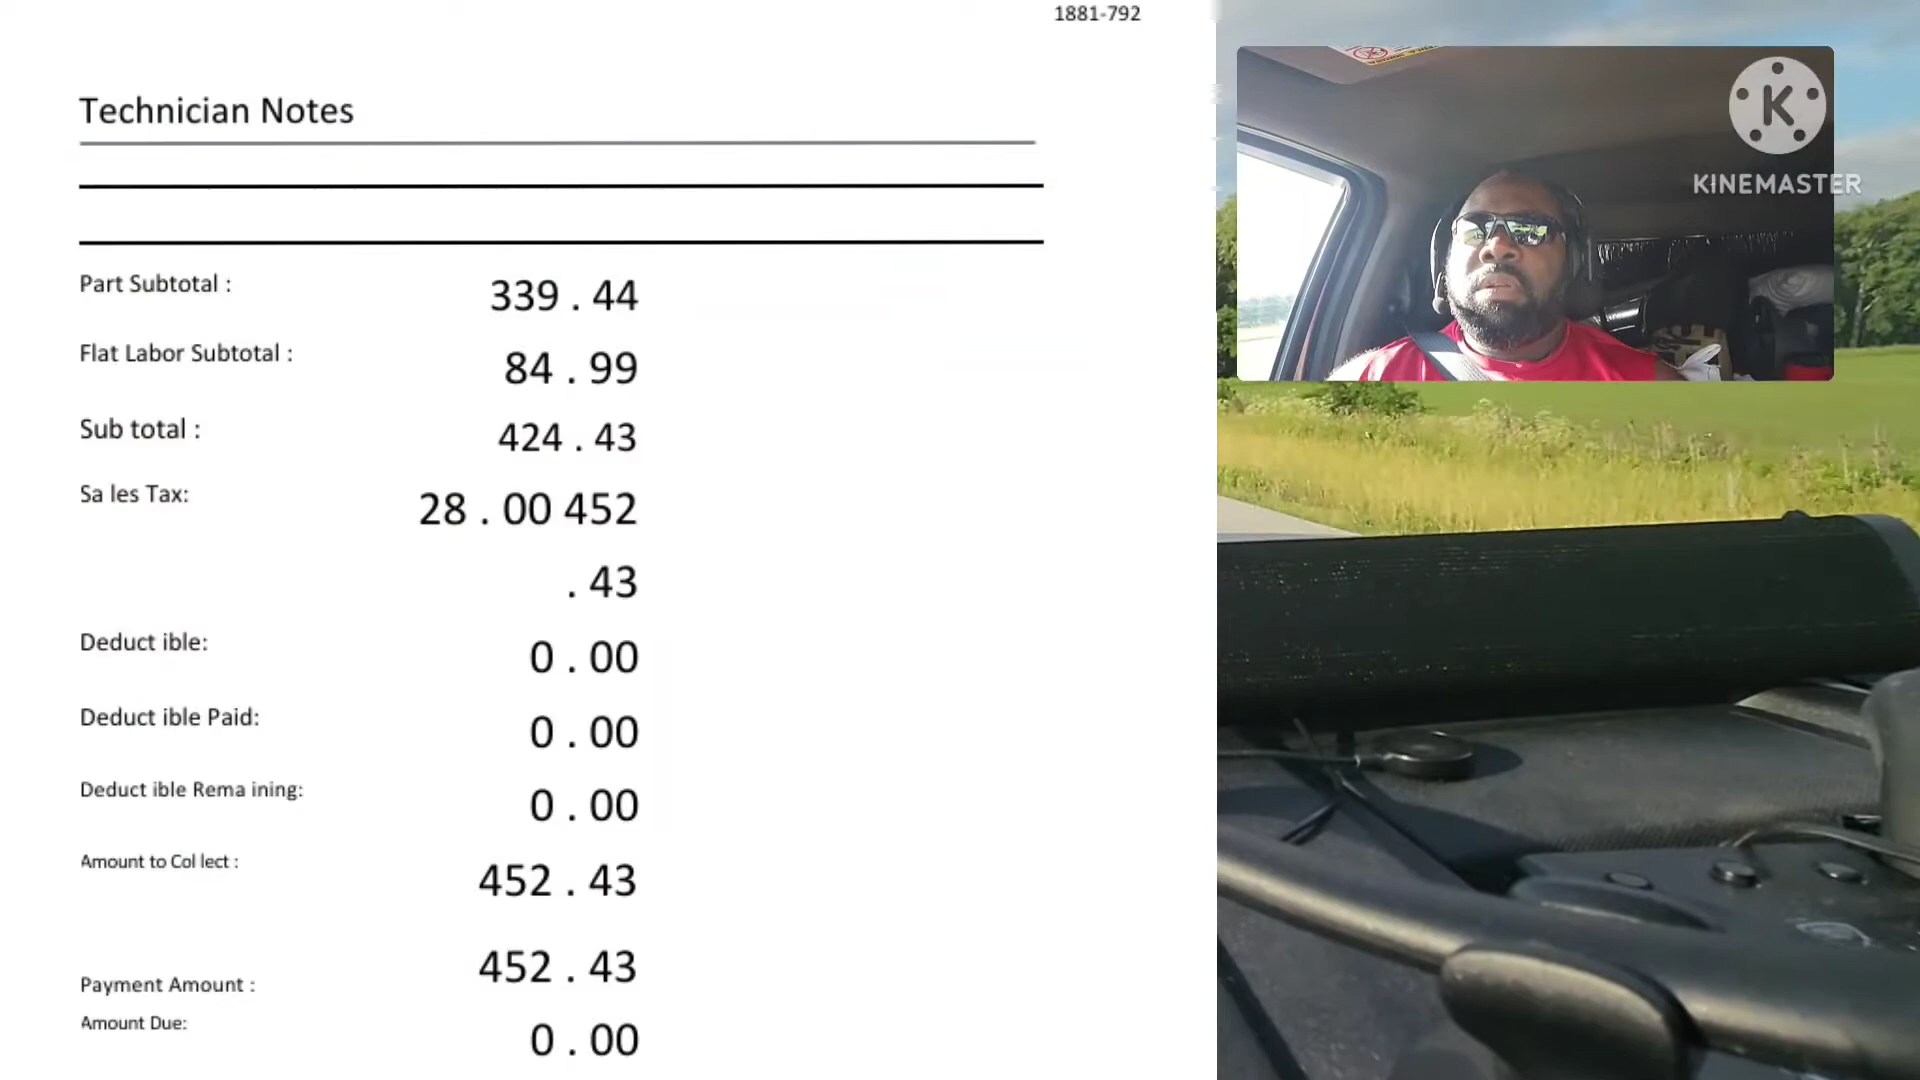 1881-792
Technician Notes
Part Subtotal : 339 . 44
Flat Labor Subtotal : 84 . 99
Sub total : 424 . 43
Sa les Tax: 28 . 00 452
. 43
Deduct ible: 0 . 00
Deduct ible Paid: 0 . 00
Deduct ible Rema ining: 0 . 00
Amount to Col lect : 452 . 43
Payment Amount : 452 . 43
Amount Due: 0 . 00
K
KINEMASTER